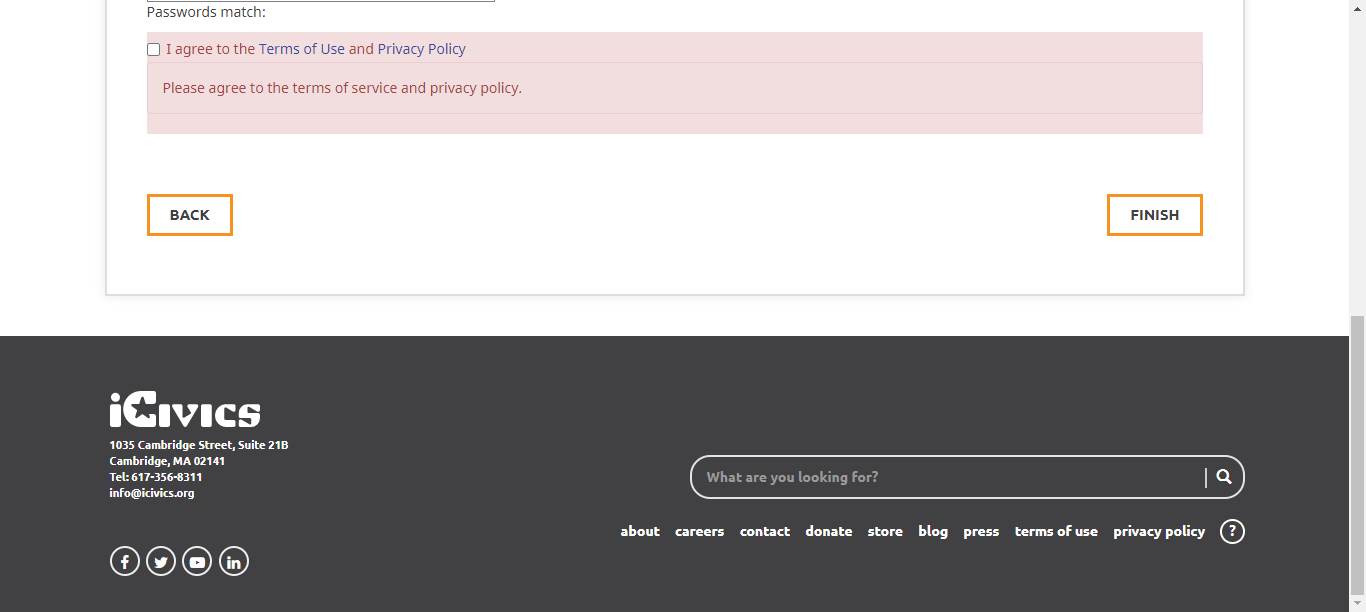 Passwords match:
I agree to the Terms of Use and Privacy Policy
Please agree to the terms of service and privacy policy.
BACK
FINISH
iCivics
1035 Cambridge Street, Suite 21B
Cambridge, MA 02141
Tel: 617-356-8311
info@icivics.org
What are you looking for?
about careers contact donate store blog press terms of use privacy policy ?